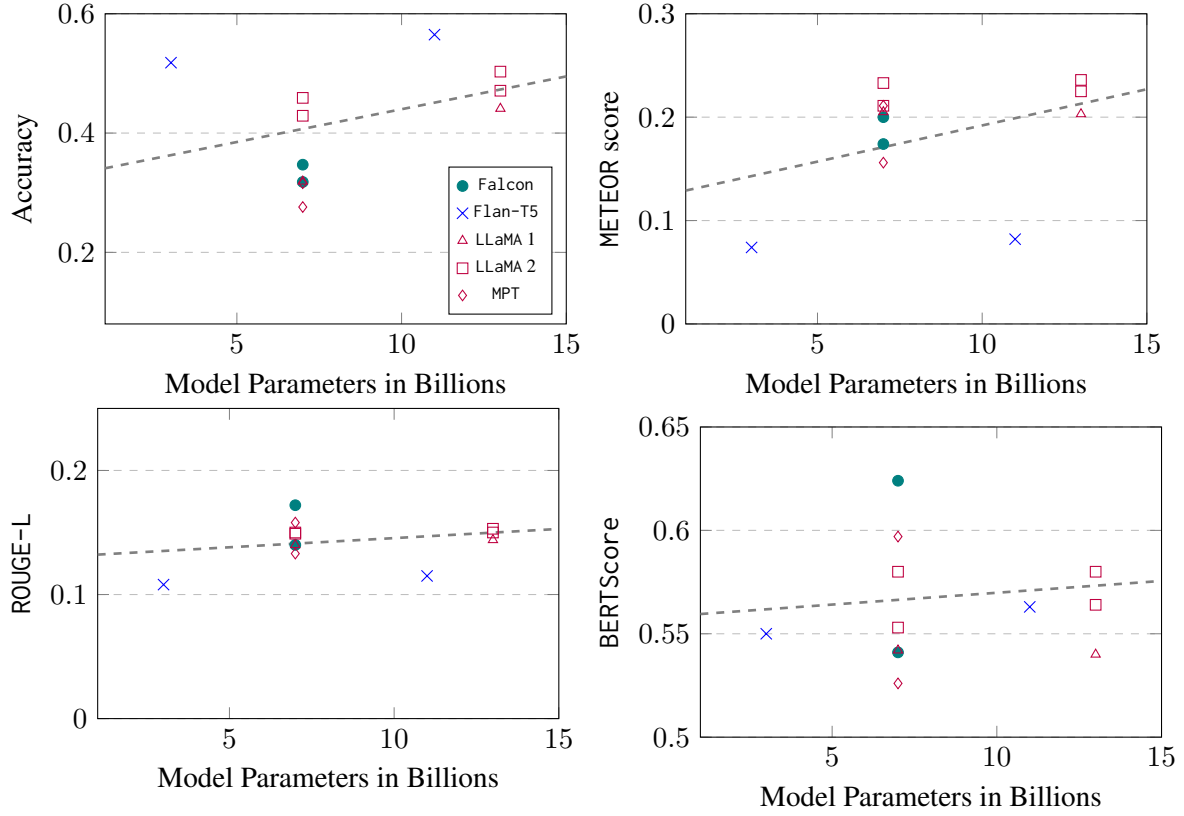 0.6
0.4
0.2
Accuracy
Falcon
Flan-T5
LLaMA 1
LLaMA 2
MPT
5
10
15
Model Parameters in Billions
0.3
0.2
0.1
0
METEOR score
5
10
15
Model Parameters in Billions
0.2
0.1
0
ROUGE-L
5
10
15
Model Parameters in Billions
0.65
0.6
0.55
0.5
BERTScore
5
10
15
Model Parameters in Billions